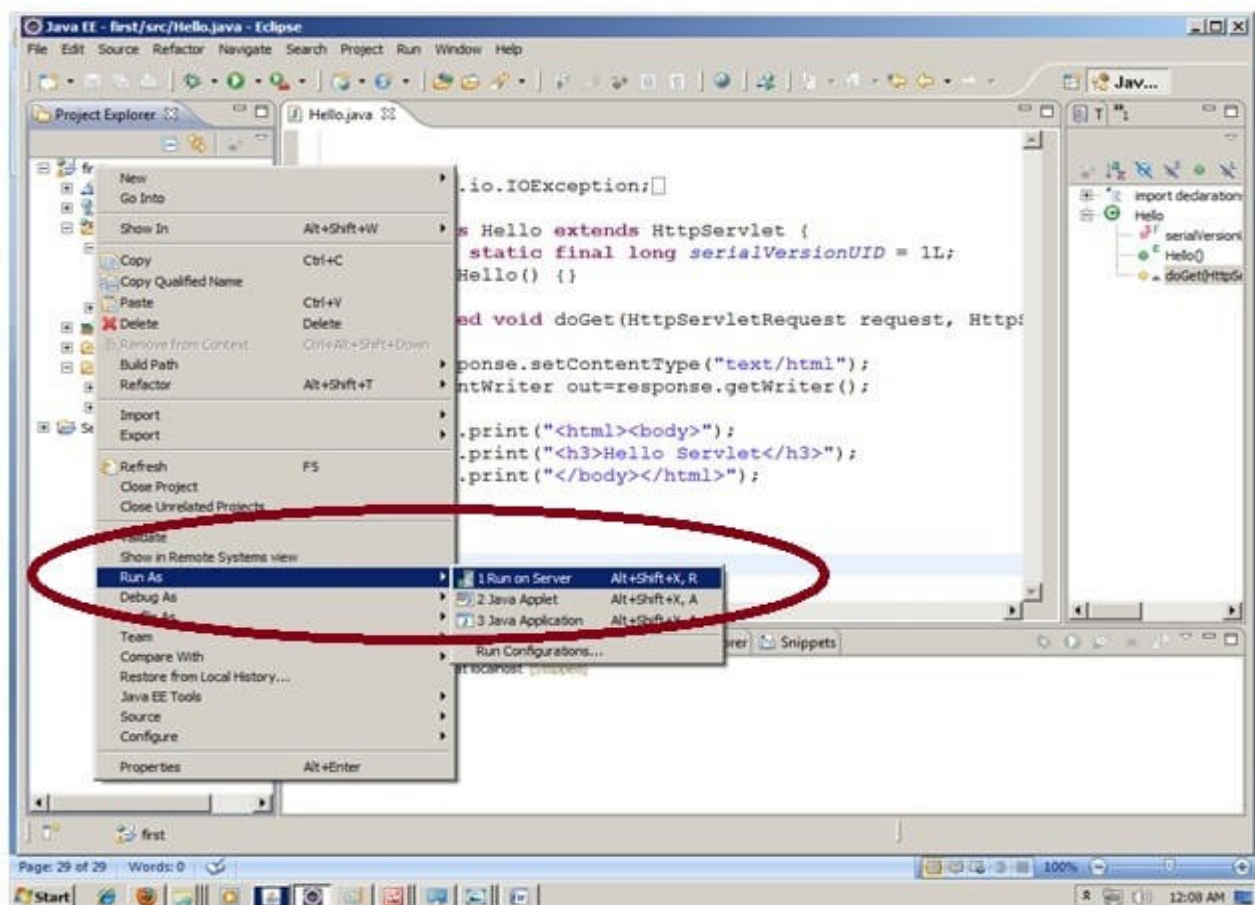 Java EE - first/src/Hello.java - Eclipse
File Edit Source Refactor Navigate Search Project Run Window Help
Jav...
Project Explorer
Hello.java
T
New
Go Into
Show In Alt+Shift+W
Copy Ctrl+C
Copy Qualified Name
Paste Ctrl+V
Delete Delete
Remove from Context Ctrl+Alt+Shift+Down
Build Path
Refactor Alt+Shift+T
Import
Export
Refresh F5
Close Project
Close Unrelated Projects
Validate
Show in Remote Systems view
Run As
Debug As
Team
Compare With
Restore from Local History...
Java EE Tools
Source
Configure
Properties Alt+Enter
1 Run on Server Alt+Shift+X, R
2 Java Applet Alt+Shift+X, A
3 Java Application
Run Configurations...
.io.IOException;
s Hello extends HttpServlet {
static final long serialVersionUID = 1L;
Hello() {}
ed void doGet(HttpServletRequest request, HttpS
ponse.setContentType("text/html");
ntWriter out=response.getWriter();
.print("<html><body>");
.print("<h3>Hello Servlet</h3>");
.print("</body></html>");
import declaration
Hello
serialVersionU
Hello()
doGet(HttpSe
rer Snippets
at localhost
first
Page: 29 of 29 Words: 0 100%
Start 12:08 AM